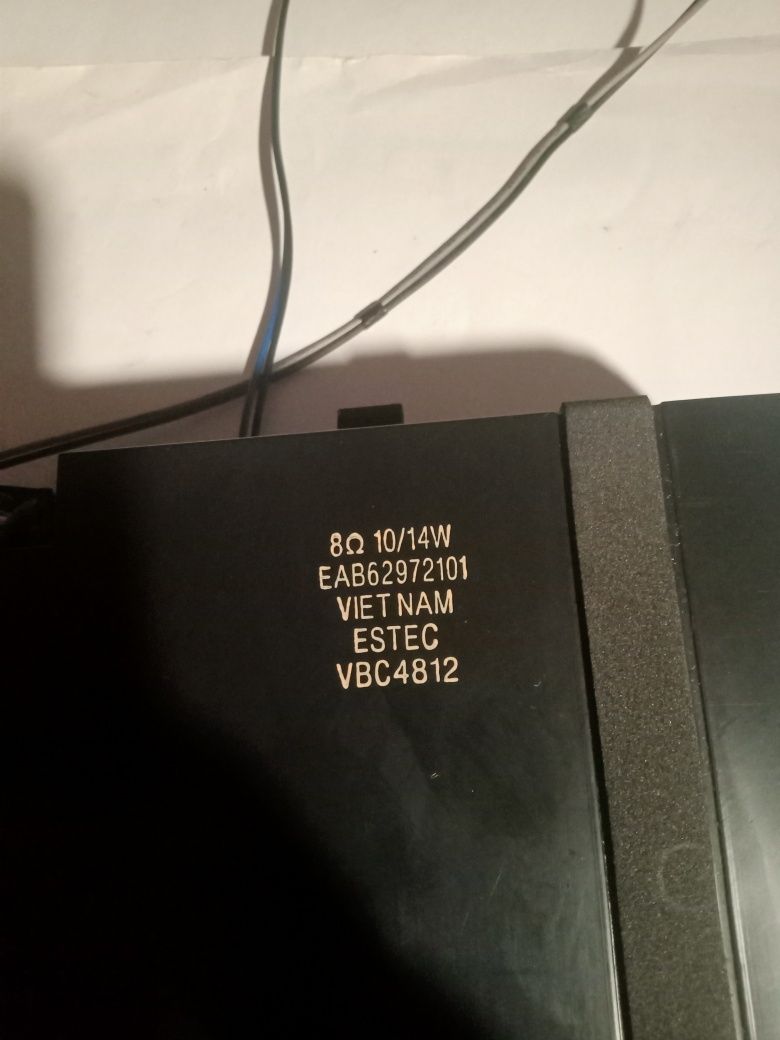 8Ω 10/14W
EAB62972101
VIET NAM
ESTEC
VBC4812